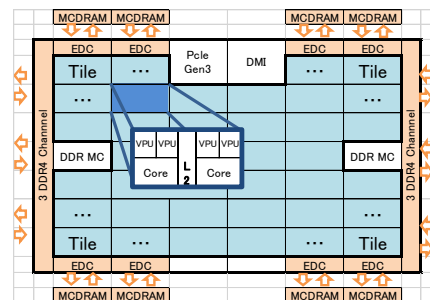 MCDRAM MCDRAM MCDRAM MCDRAM
EDC EDC PcIe Gen3 DMI EDC EDC
Tile ... ... Tile
... ...
3 DDR4 Channnel
VPU VPU L2 VPU VPU
Core Core
DDR MC DDR MC
3 DDR4 Channel
... ...
Tile ... ... Tile
EDC EDC EDC EDC
MCDRAM MCDRAM MCDRAM MCDRAM